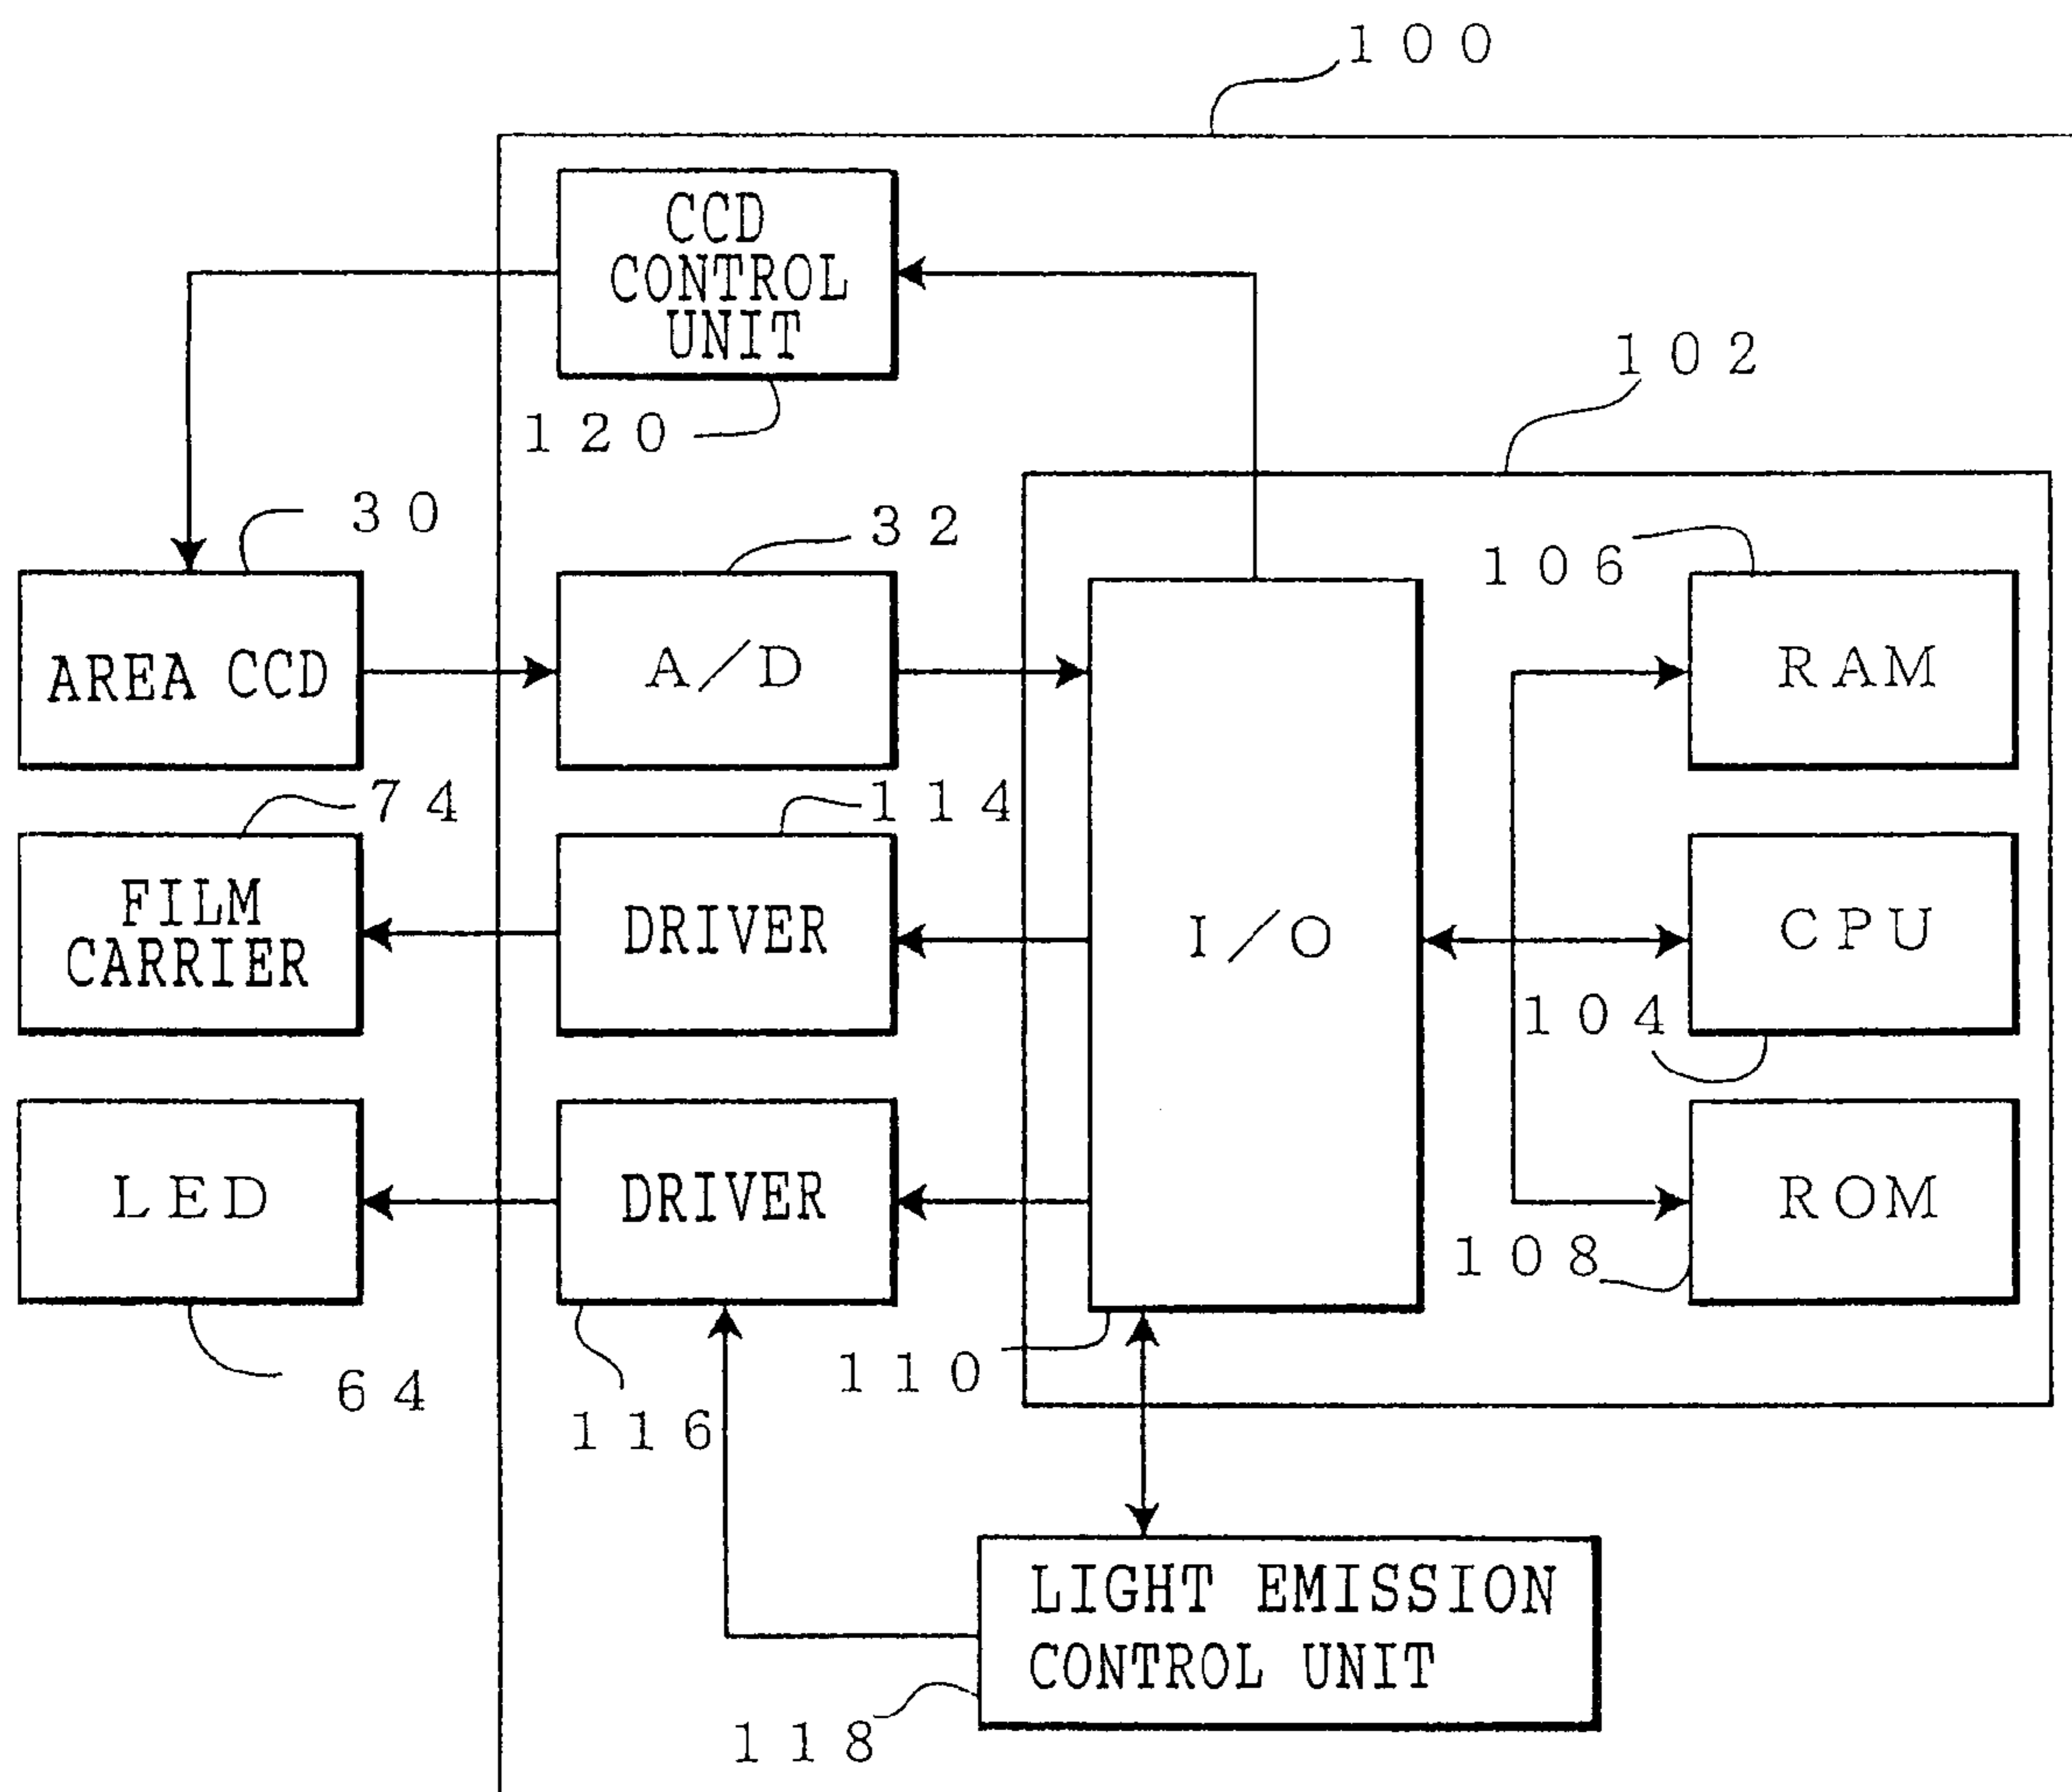 100
CCD
CONTROL
UNIT
120
102
30
32
106
AREA CCD
A/D
RAM
74
114
FILM
CARRIER
DRIVER
I/O
CPU
104
LED
DRIVER
ROM
108
64
116
110
LIGHT EMISSION
CONTROL UNIT
118